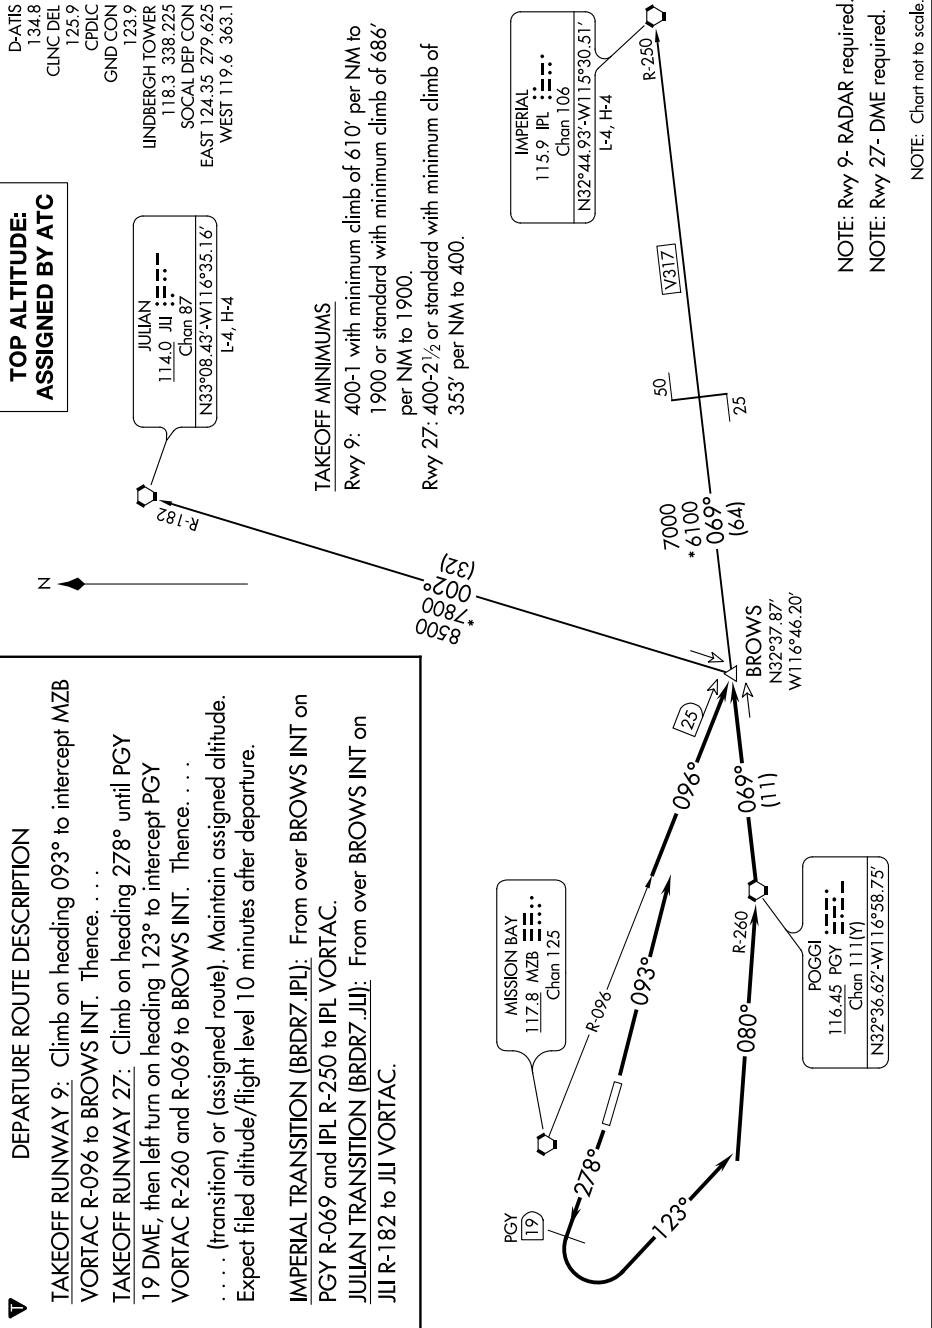 DEPARTURE ROUTE DESCRIPTION
T
TAKEOFF RUNWAY 9: Climb on heading 093° to intercept MZB
VORTAC R-096 to BROWS INT. Thence. . . .
TAKEOFF RUNWAY 27: Climb on heading 278° until PGY
19 DME, then left turn on heading 123° to intercept PGY
VORTAC R-260 and R-069 to BROWS INT. Thence. . . .
. . . . (transition) or (assigned route). Maintain assigned altitude.
Expect filed altitude/flight level 10 minutes after departure.
IMPERIAL TRANSITION (BRDR7.IPL): From over BROWS INT on
PGY R-069 and IPL R-250 to IPL VORTAC.
JULIAN TRANSITION (BRDR7.JLI): From over BROWS INT on
JLI R-182 to JLI VORTAC.
TOP ALTITUDE:
ASSIGNED BY ATC
D-ATIS
134.8
CLNC DEL
125.9
CPDLC
GND CON
123.9
LINDBERGH TOWER
118.3 338.225
SOCAL DEP CON
EAST 124.35 279.625
WEST 119.6 363.1
N
JULIAN
114.0 JLI
Chan 87
N33°08.43'-W116°35.16'
L-4, H-4
R-182
TAKEOFF MINIMUMS
Rwy 9: 400-1 with minimum climb of 610' per NM to
1900 or standard with minimum climb of 686'
per NM to 1900.
Rwy 27: 400-2½ or standard with minimum climb of
353' per NM to 400.
8500
*7800
002°
(32)
IMPERIAL
115.9 IPL
Chan 106
N32°44.93'-W115°30.51'
L-4, H-4
R-250
V317
50
25
7000
*6100
069°
(64)
BROWS
N32°37.87'
W116°46.20'
25
096°
069°
(11)
MISSION BAY
117.8 MZB
Chan 125
R-096
093°
278°
PGY
19
123°
080°
R-260
POGGI
116.45 PGY
Chan 111(Y)
N32°36.62'-W116°58.75'
NOTE: Rwy 9- RADAR required.
NOTE: Rwy 27- DME required.
NOTE: Chart not to scale.